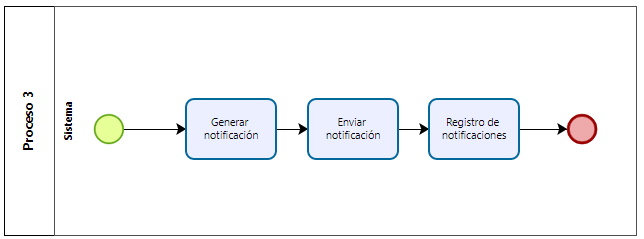 Proceso 3
Sistema
Generar
notificación
Enviar
notificación
Registro de
notificaciones